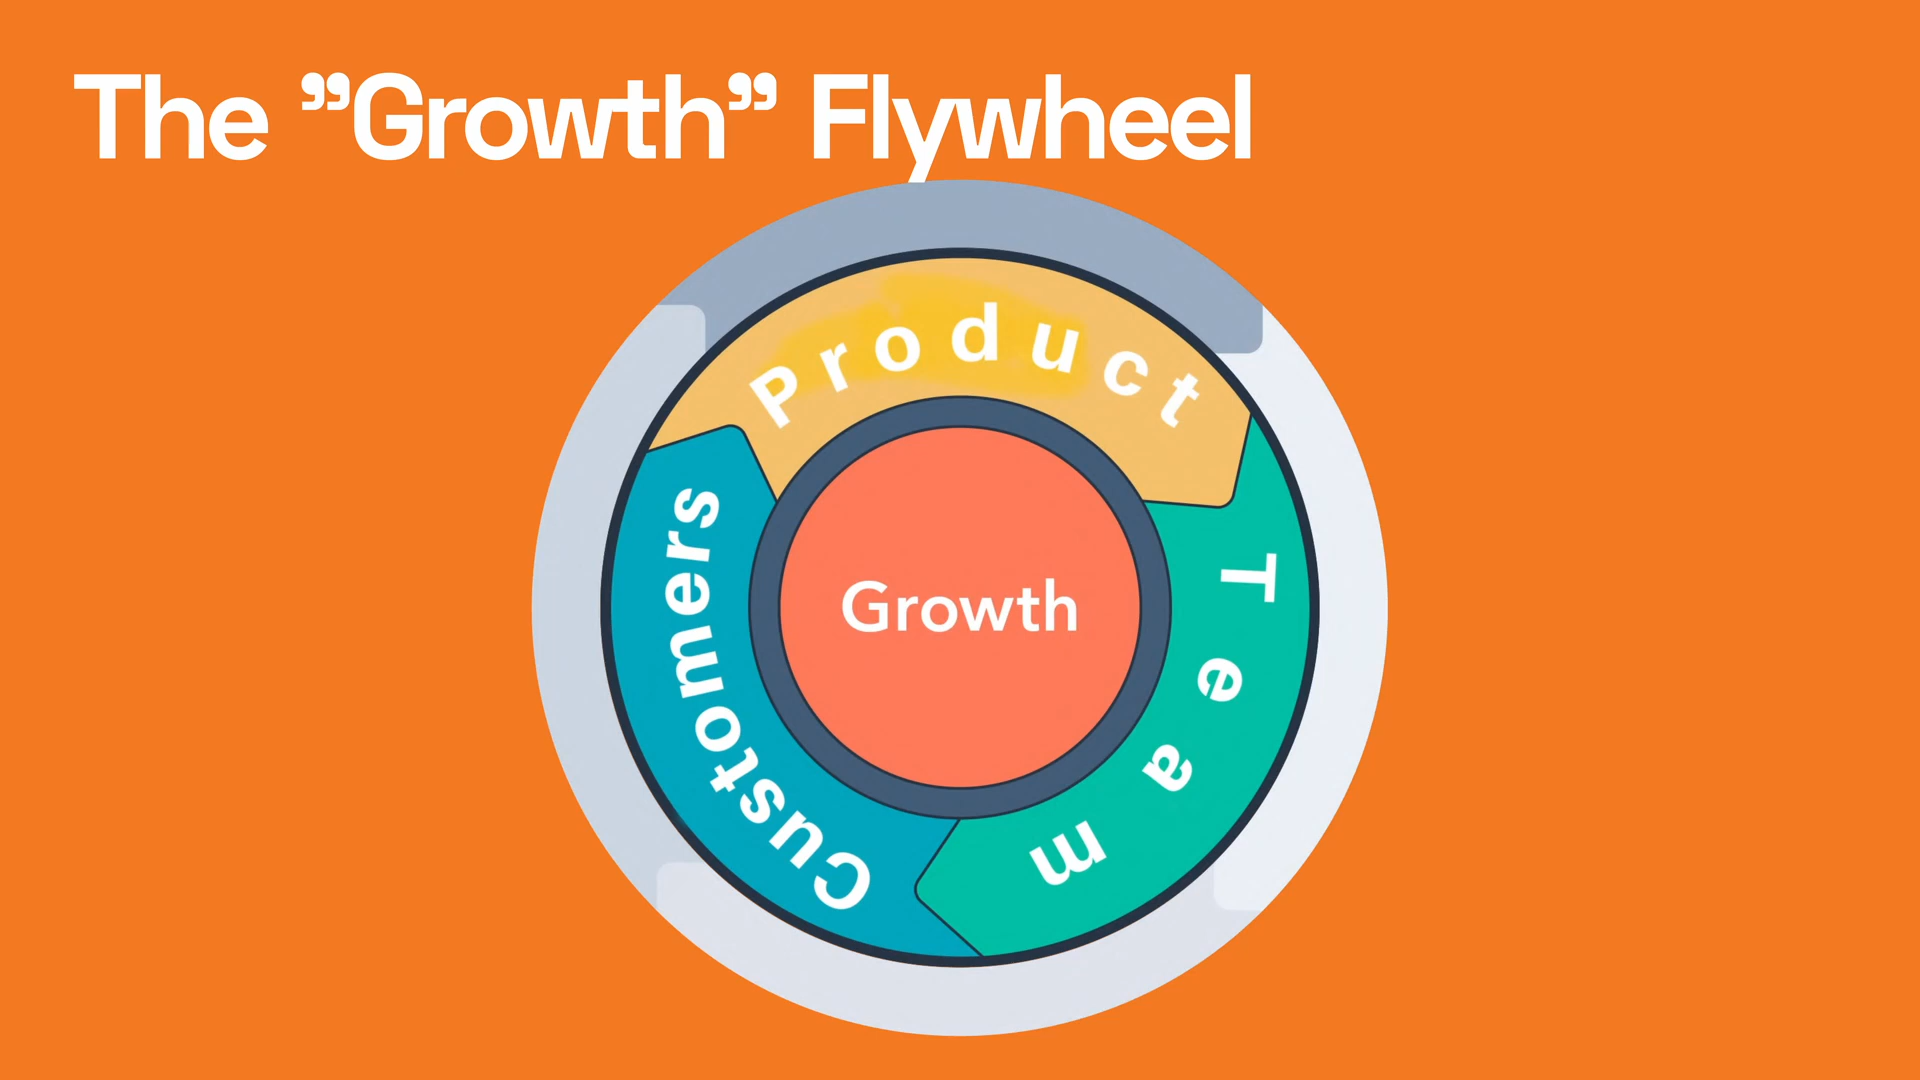 The ”Growth” Flywheel
Product
Team
Customers
Growth